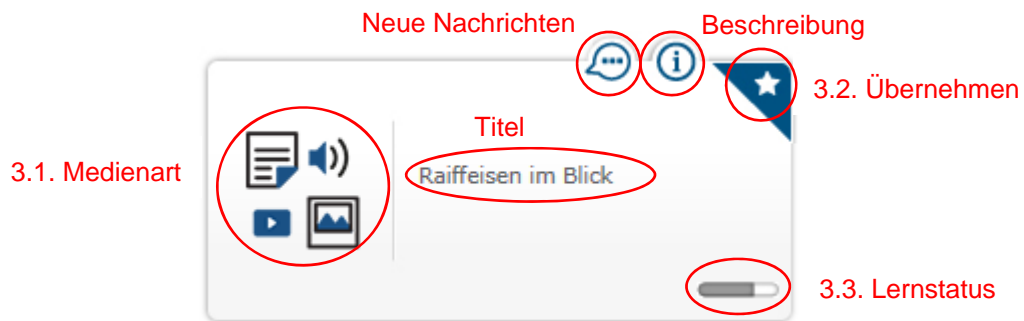 Neue Nachrichten
Beschreibung
3.2. Übernehmen
Titel
3.1. Medienart
Raiffeisen im Blick
3.3. Lernstatus